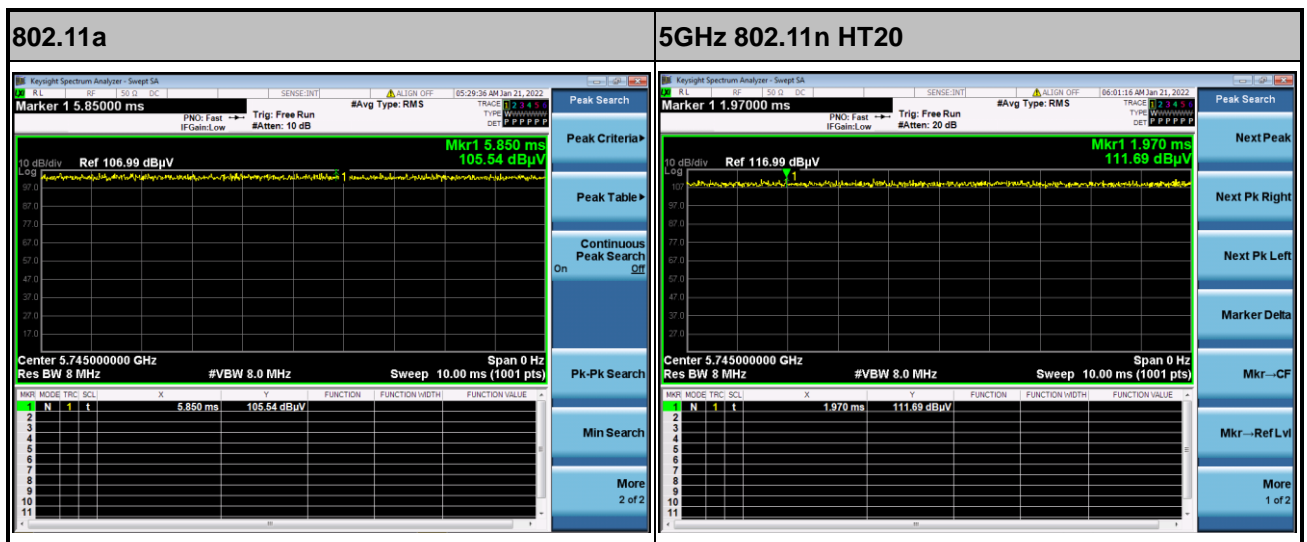 802.11a
Keysight Spectrum Analyzer - Swept SA
RL RF 50 Ω DC SENSE:INT ALIGN OFF 05:29:36 AM Jan 21, 2022
Marker 1 5.85000 ms
PNO: Fast
IFGain:Low
Trig: Free Run
#Atten: 10 dB
#Avg Type: RMS
TRACE 1 2 3 4 5 6
TYPE W
DET P P P P P P
Mkr1 5.850 ms
105.54 dBµV
10 dB/div Ref 106.99 dBµV
Log
1
97.0
87.0
77.0
67.0
57.0
47.0
37.0
27.0
17.0
Center 5.745000000 GHz Span 0 Hz
Res BW 8 MHz #VBW 8.0 MHz Sweep 10.00 ms (1001 pts)
MKR MODE TRC SCL X Y FUNCTION FUNCTION WIDTH FUNCTION VALUE
1 N 1 t 5.850 ms 105.54 dBµV
2
3
4
5
6
7
8
9
10
11
Peak Search
Peak Criteria
Peak Table
Continuous
Peak Search
On Off
Pk-Pk Search
Min Search
More
2 of 2
5GHz 802.11n HT20
Keysight Spectrum Analyzer - Swept SA
RL RF 50 Ω DC SENSE:INT ALIGN OFF 06:01:16 AM Jan 21, 2022
Marker 1 1.97000 ms
PNO: Fast
IFGain:Low
Trig: Free Run
#Atten: 20 dB
#Avg Type: RMS
TRACE 1 2 3 4 5 6
TYPE W
DET P P P P P P
Mkr1 1.970 ms
111.69 dBµV
10 dB/div Ref 116.99 dBµV
Log
1
107
97.0
87.0
77.0
67.0
57.0
47.0
37.0
27.0
Center 5.745000000 GHz Span 0 Hz
Res BW 8 MHz #VBW 8.0 MHz Sweep 10.00 ms (1001 pts)
MKR MODE TRC SCL X Y FUNCTION FUNCTION WIDTH FUNCTION VALUE
1 N 1 t 1.970 ms 111.69 dBµV
2
3
4
5
6
7
8
9
10
11
Peak Search
Next Peak
Next Pk Right
Next Pk Left
Marker Delta
Mkr→CF
Mkr→Ref Lvl
More
1 of 2